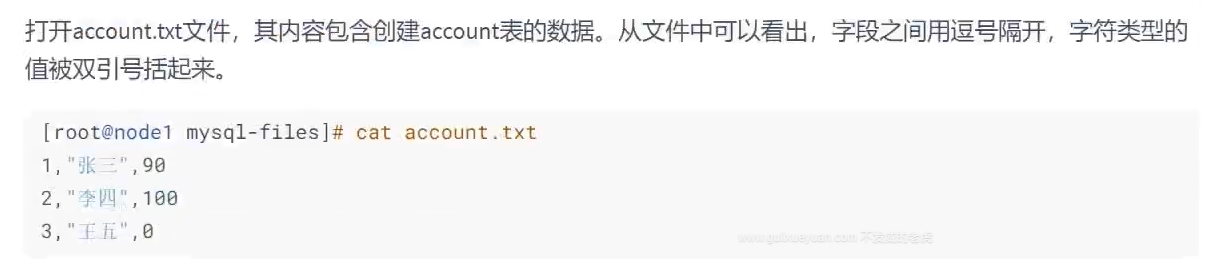 打开account.txt文件，其内容包含创建account表的数据。从文件中可以看出，字段之间用逗号隔开，字符类型的
值被双引号括起来。
[root@node1 mysql-files]# cat account.txt
1,"张三",90
2,"李四",100
3,"王五",0